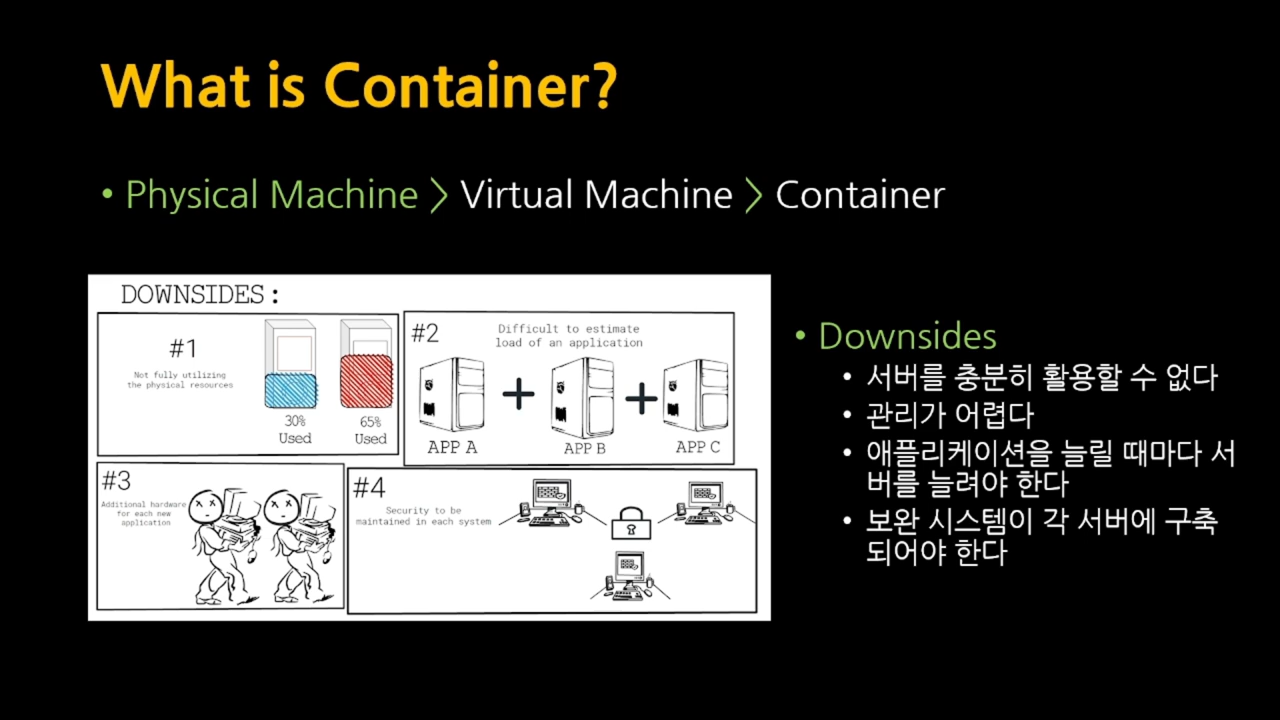 What is Container?
• Physical Machine > Virtual Machine > Container
DOWNSIDES:
#1
Not fully utilizing
the physical resources
30%
Used
65%
Used
#2
Difficult to estimate
load of an application
APP A
+
APP B
+
APP C
#3
Additional hardware
for each new
application
#4
Security to be
maintained in each system
• Downsides
• 서버를 충분히 활용할 수 없다
• 관리가 어렵다
• 애플리케이션을 늘릴 때마다 서
버를 늘려야 한다
• 보완 시스템이 각 서버에 구축
되어야 한다